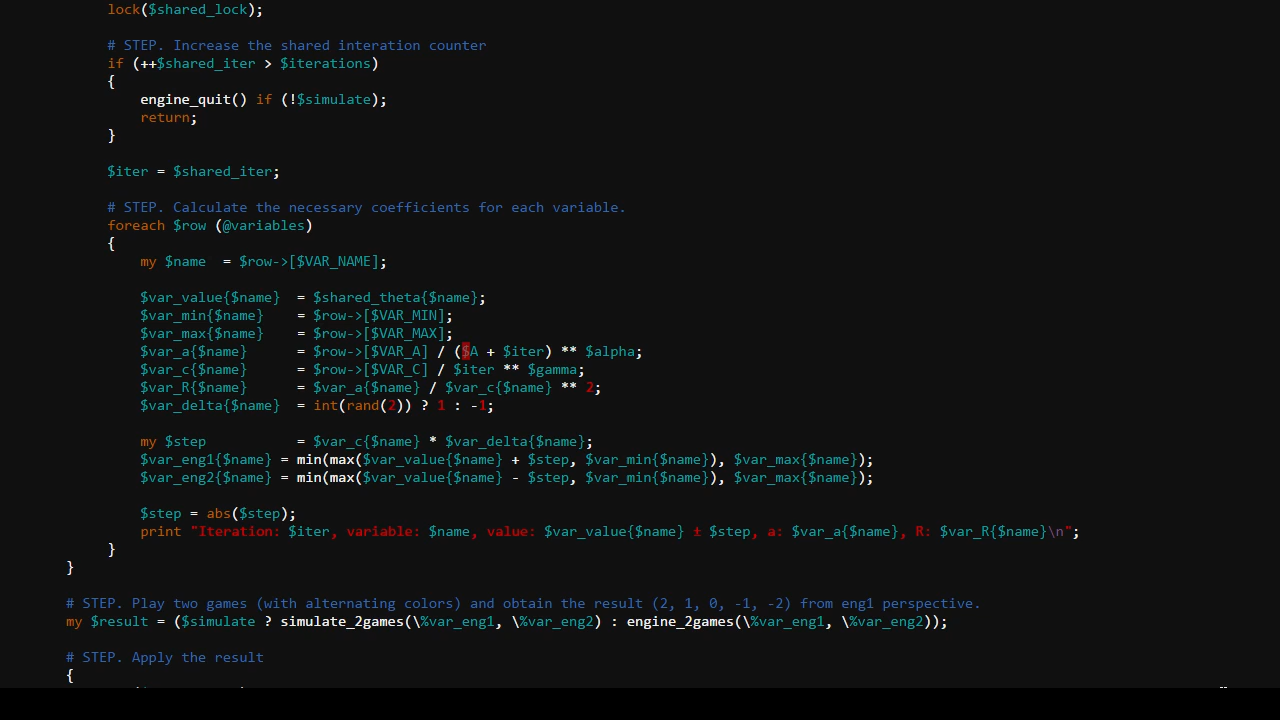 lock($shared_lock);
# STEP. Increase the shared interation counter
if (++$shared_iter > $iterations)
{
engine_quit() if (!$simulate);
return;
}
$iter = $shared_iter;
# STEP. Calculate the necessary coefficients for each variable.
foreach $row (@variables)
{
my $name  = $row->[$VAR_NAME];
$var_value{$name}  = $shared_theta{$name};
$var_min{$name}    = $row->[$VAR_MIN];
$var_max{$name}    = $row->[$VAR_MAX];
$var_a{$name}      = $row->[$VAR_A] / ($A + $iter) ** $alpha;
$var_c{$name}      = $row->[$VAR_C] / $iter ** $gamma;
$var_R{$name}      = $var_a{$name} / $var_c{$name} ** 2;
$var_delta{$name}  = int(rand(2)) ? 1 : -1;
my $step           = $var_c{$name} * $var_delta{$name};
$var_eng1{$name} = min(max($var_value{$name} + $step, $var_min{$name}), $var_max{$name});
$var_eng2{$name} = min(max($var_value{$name} - $step, $var_min{$name}), $var_max{$name});
$step = abs($step);
print "Iteration: $iter, variable: $name, value: $var_value{$name} ± $step, a: $var_a{$name}, R: $var_R{$name}\n";
}
}
# STEP. Play two games (with alternating colors) and obtain the result (2, 1, 0, -1, -2) from eng1 perspective.
my $result = ($simulate ? simulate_2games(\%var_eng1, \%var_eng2) : engine_2games(\%var_eng1, \%var_eng2));
# STEP. Apply the result
{